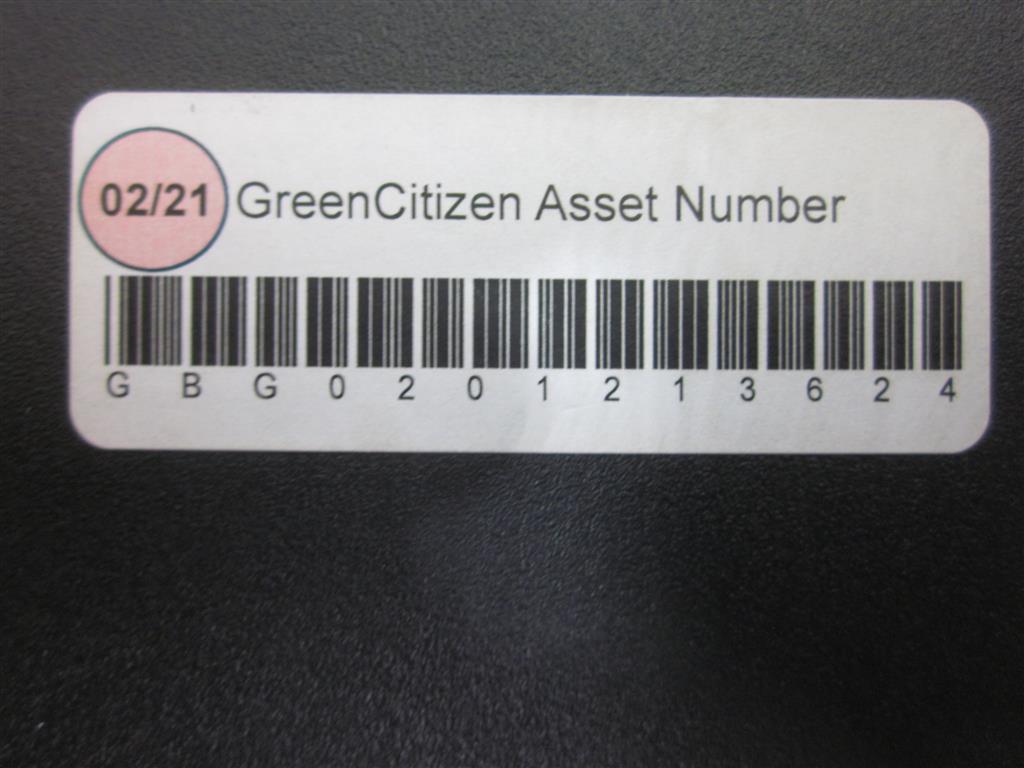 02/21 GreenCitizen Asset Number
G B G 0 2 0 1 2 1 3 6 2 4